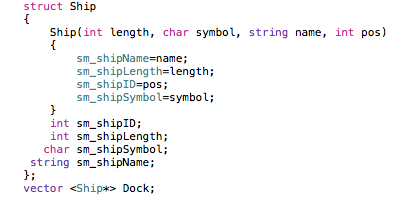 struct Ship
{
    Ship(int length, char symbol, string name, int pos)
    {
        sm_shipName=name;
        sm_shipLength=length;
        sm_shipID=pos;
        sm_shipSymbol=symbol;
    }
    int sm_shipID;
    int sm_shipLength;
   char sm_shipSymbol;
 string sm_shipName;
};
vector <Ship*> Dock;